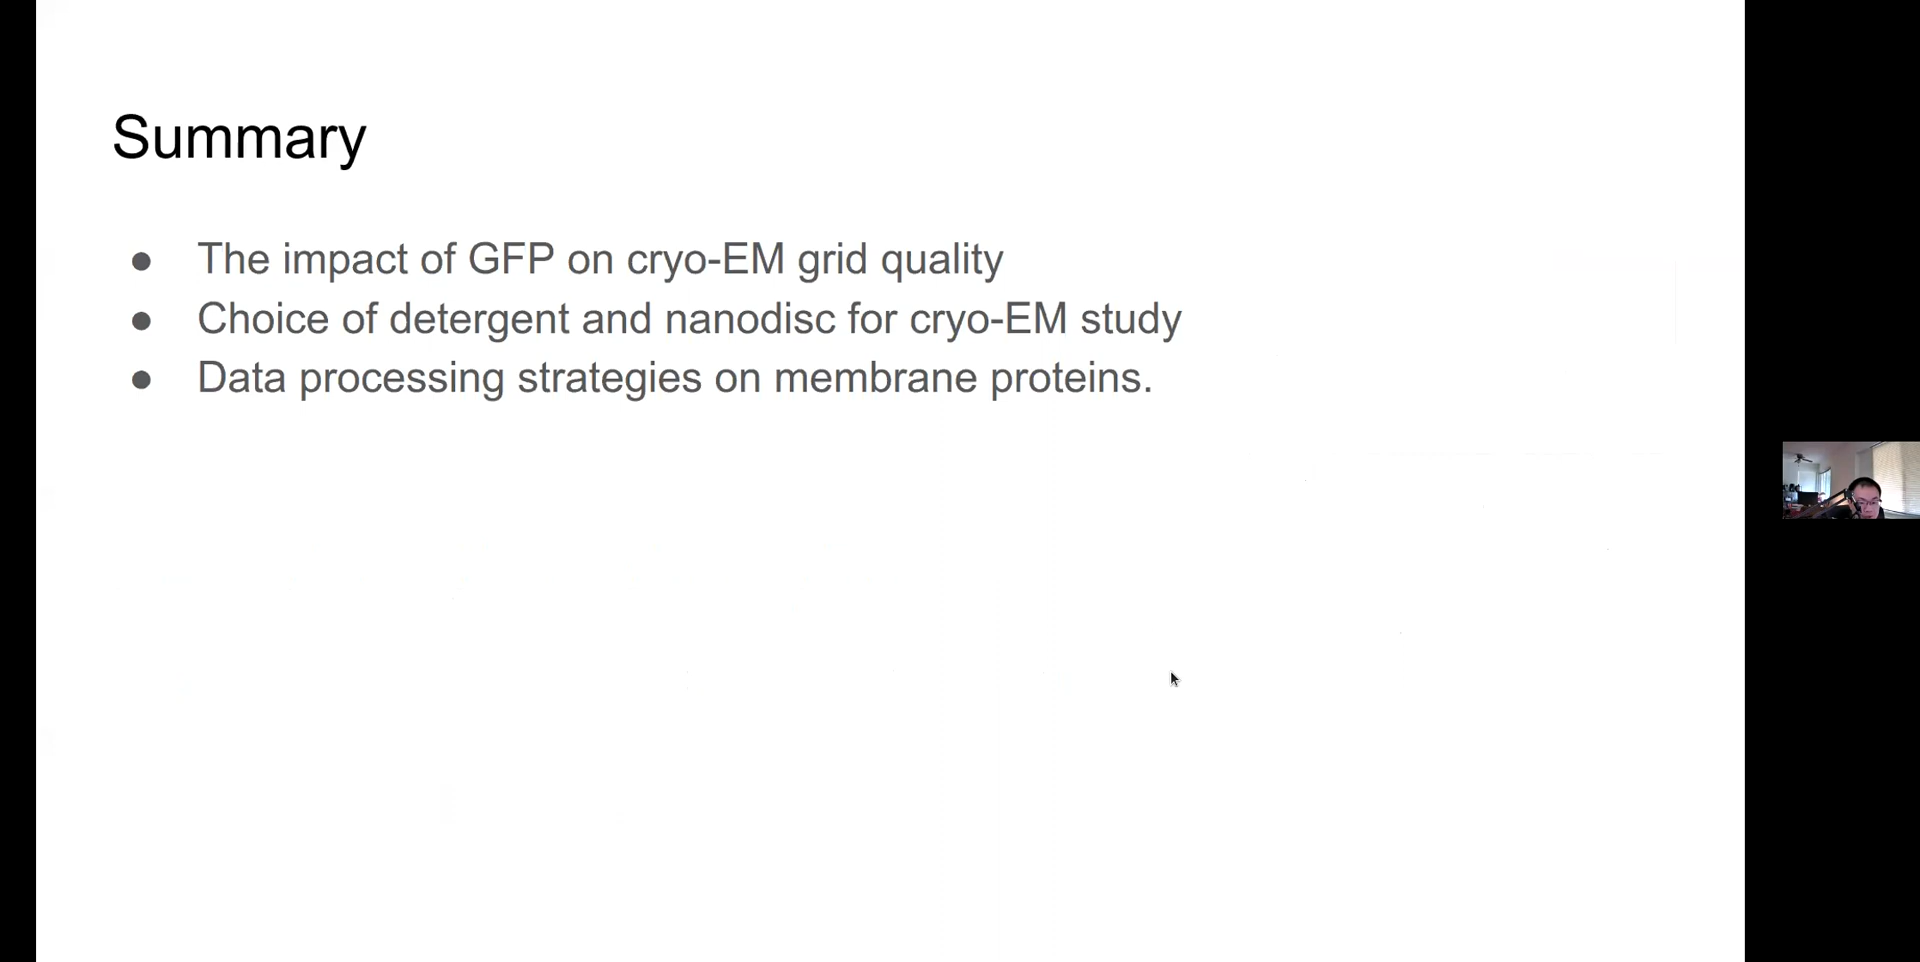 Summary
● The impact of GFP on cryo-EM grid quality
● Choice of detergent and nanodisc for cryo-EM study
● Data processing strategies on membrane proteins.